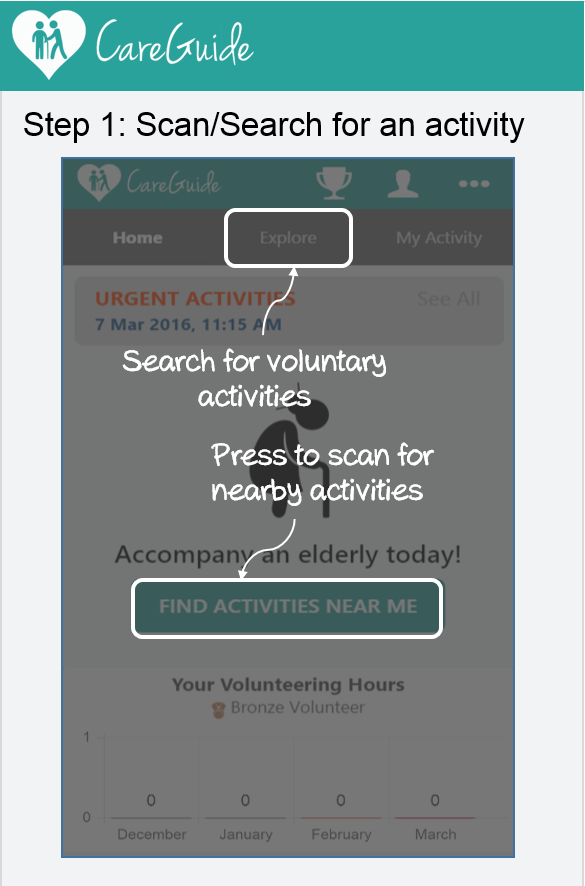 CareGuide
Step 1: Scan/Search for an activity
CareGuide
Home Explore My Activity
URGENT ACTIVITIES See All
7 Mar 2016, 11:15 AM
Search for voluntary
activities
Press to scan for
nearby activities
Accompany an elderly today!
FIND ACTIVITIES NEAR ME
Your Volunteering Hours
Bronze Volunteer
1
0 0 0 0
0
December January February March